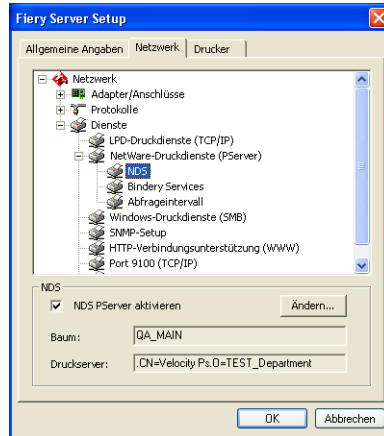 Fiery Server Setup
Allgemeine Angaben Netzwerk Drucker
Netzwerk
Adapter/Anschlüsse
Protokolle
Dienste
LPD-Druckdienste (TCP/IP)
NetWare-Druckdienste (PServer)
NDS
Bindery Services
Abfrageintervall
Windows-Druckdienste (SMB)
SNMP-Setup
HTTP-Verbindungsunterstützung (WWW)
Port 9100 (TCP/IP)
NDS
NDS PServer aktivieren Ändern...
Baum: QA_MAIN
Druckserver: .CN=Velocity Ps.O=TEST_Department
OK Abbrechen